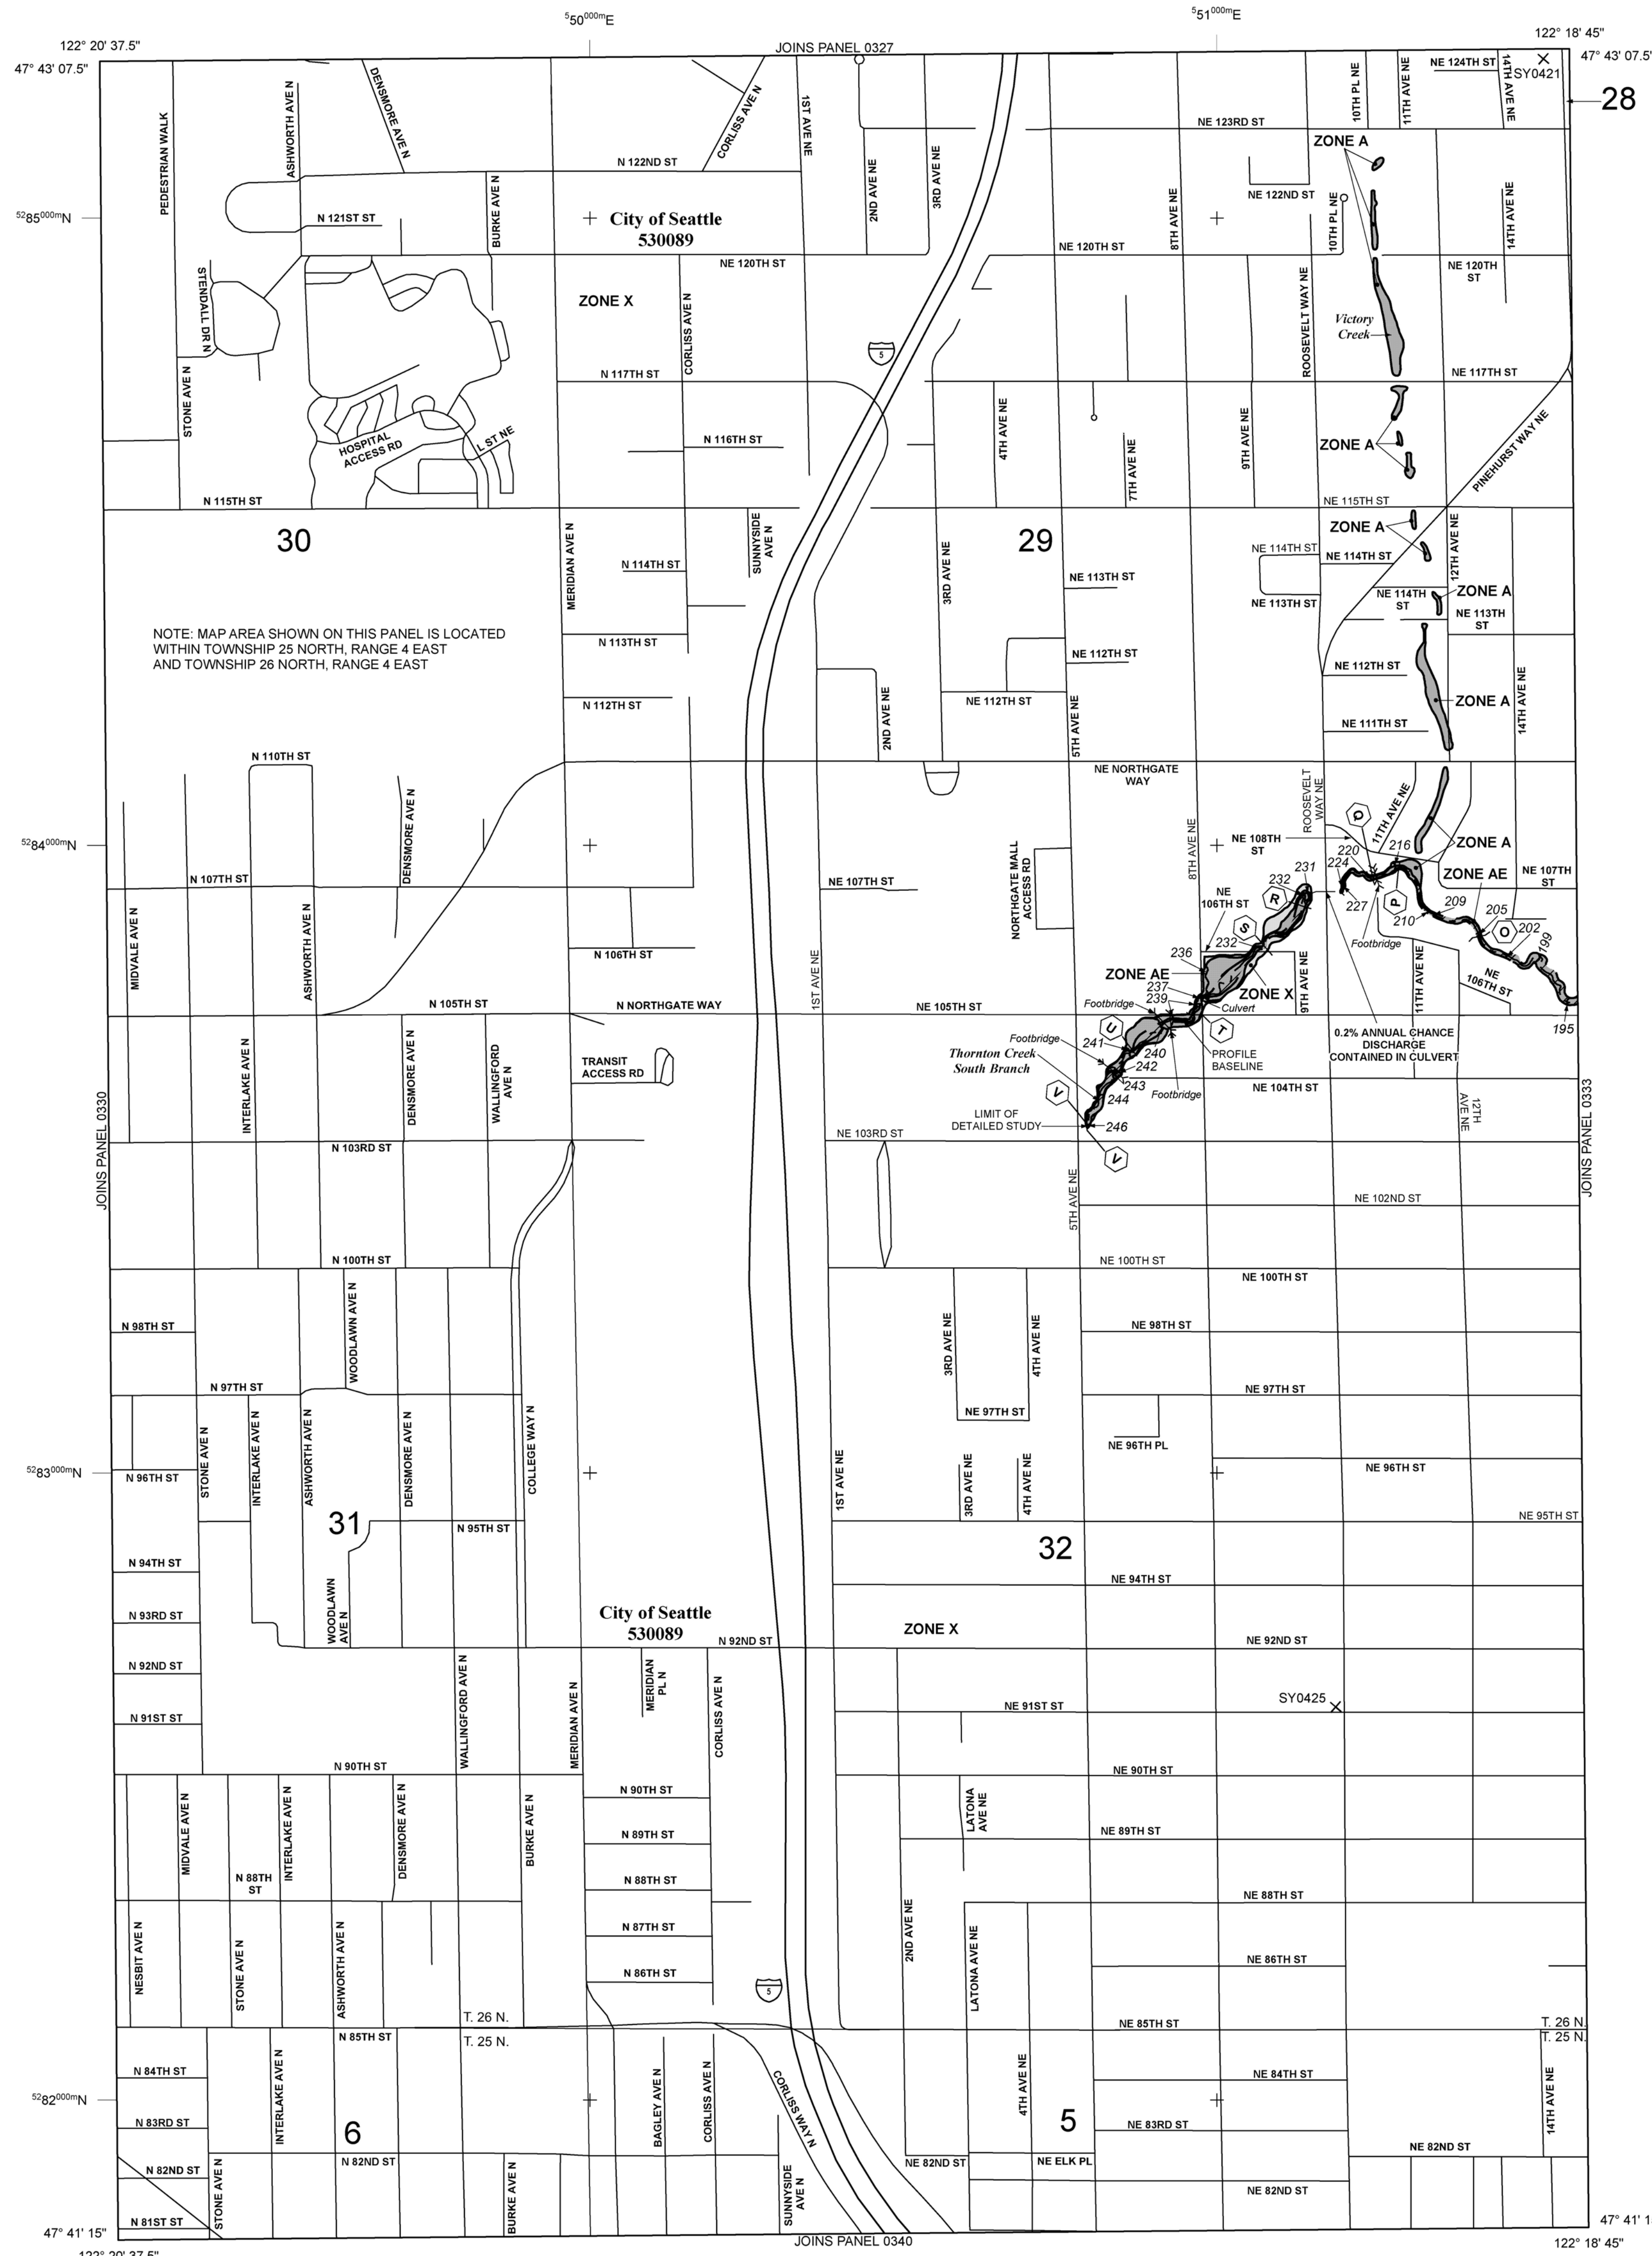 550000mE
551000mE
122° 20' 37.5"
JOINS PANEL 0327
122° 18' 45"
47° 43' 07.5"
47° 43' 07.5"
NE 124TH ST
SY0421
28
PEDESTRIAN WALK
ASHWORTH AVE N
DENSMORE AVE N
CORLISS AVE N
1ST AVE NE
10TH PL NE
11TH AVE NE
14TH AVE NE
NE 123RD ST
ZONE A
N 122ND ST
2ND AVE NE
3RD AVE NE
8TH AVE NE
NE 122ND ST
10TH PL NE
14TH AVE NE
5285000mN
N 121ST ST
BURKE AVE N
City of Seattle
530089
NE 120TH ST
NE 120TH ST
NE 120TH
ST
STENDALL DR N
ZONE X
CORLISS AVE N
ROOSEVELT WAY NE
Victory
Creek
5
STONE AVE N
N 117TH ST
NE 117TH ST
HOSPITAL
ACCESS RD
L ST NE
N 116TH ST
4TH AVE NE
7TH AVE NE
9TH AVE NE
ZONE A
PINEHURST WAY NE
N 115TH ST
NE 115TH ST
30
MERIDIAN AVE N
SUNNYSIDE
AVE N
29
ZONE A
12TH AVE NE
N 114TH ST
3RD AVE NE
NE 114TH ST
NE 114TH ST
NE 113TH ST
NE 113TH ST
NE 114TH
ST
ZONE A
NE 113TH
ST
NOTE: MAP AREA SHOWN ON THIS PANEL IS LOCATED
WITHIN TOWNSHIP 25 NORTH, RANGE 4 EAST
AND TOWNSHIP 26 NORTH, RANGE 4 EAST
N 113TH ST
NE 112TH ST
NE 112TH ST
N 112TH ST
2ND AVE NE
NE 112TH ST
5TH AVE NE
ZONE A
14TH AVE NE
NE 111TH ST
N 110TH ST
NE NORTHGATE
WAY
ROOSEVELT
WAY NE
DENSMORE AVE N
Q
11TH AVE NE
5284000mN
8TH AVE NE
NE 108TH
ST
220
216
ZONE A
NORTHGATE MALL
ACCESS RD
231
224
N 107TH ST
NE 107TH ST
232
ZONE AE
NE 107TH
ST
MIDVALE AVE N
ASHWORTH AVE N
NE
106TH ST
R
227
P
209
210
205
S
O
202
199
232
Footbridge
N 106TH ST
1ST AVE NE
236
ZONE AE
9TH AVE NE
11TH AVE NE
NE
106TH ST
237
ZONE X
239
N 105TH ST
N NORTHGATE WAY
NE 105TH ST
Footbridge
Culvert
195
U
T
0.2% ANNUAL CHANCE
DISCHARGE
CONTAINED IN CULVERT
INTERLAKE AVE N
DENSMORE AVE N
WALLINGFORD
AVE N
Footbridge
241
240
PROFILE
BASELINE
TRANSIT
ACCESS RD
Thornton Creek
South Branch
242
243
NE 104TH ST
V
244
Footbridge
12TH
AVE NE
JOINS PANEL 0330
JOINS PANEL 0333
LIMIT OF
DETAILED STUDY
246
NE 103RD ST
N 103RD ST
V
5TH AVE NE
NE 102ND ST
N 100TH ST
NE 100TH ST
NE 100TH ST
WOODLAWN AVE N
N 98TH ST
3RD AVE NE
4TH AVE NE
NE 98TH ST
N 97TH ST
NE 97TH ST
NE 97TH ST
STONE AVE N
INTERLAKE AVE N
ASHWORTH AVE N
DENSMORE AVE N
COLLEGE WAY N
NE 96TH PL
5283000mN
N 96TH ST
1ST AVE NE
3RD AVE NE
4TH AVE NE
NE 96TH ST
31
N 95TH ST
NE 95TH ST
32
N 94TH ST
NE 94TH ST
WOODLAWN
AVE N
N 93RD ST
City of Seattle
530089
ZONE X
N 92ND ST
NE 92ND ST
N 92ND ST
WALLINGFORD AVE N
MERIDIAN AVE N
MERIDIAN
PL N
CORLISS AVE N
SY0425
N 91ST ST
NE 91ST ST
N 90TH ST
NE 90TH ST
MIDVALE AVE N
INTERLAKE AVE N
DENSMORE AVE N
BURKE AVE N
N 90TH ST
LATONA
AVE NE
N 89TH ST
NE 89TH ST
N 88TH
ST
N 88TH ST
NE 88TH ST
NESBIT AVE N
STONE AVE N
ASHWORTH AVE N
N 87TH ST
2ND AVE NE
LATONA AVE NE
N 86TH ST
NE 86TH ST
5
T. 26 N.
T. 25 N.
N 85TH ST
NE 85TH ST
T. 26 N.
T. 25 N.
N 84TH ST
NE 84TH ST
INTERLAKE AVE N
BAGLEY AVE N
CORLISS AVE N
CORLISS WAY N
4TH AVE NE
14TH AVE NE
5282000mN
N 83RD ST
6
5
NE 83RD ST
NE 82ND ST
N 82ND ST
N 82ND ST
NE 82ND ST
NE ELK PL
STONE AVE N
BURKE AVE N
SUNNYSIDE
AVE N
NE 82ND ST
N 81ST ST
47° 41' 15"
JOINS PANEL 0340
47° 41' 1
122° 20' 37.5"
122° 18' 45"